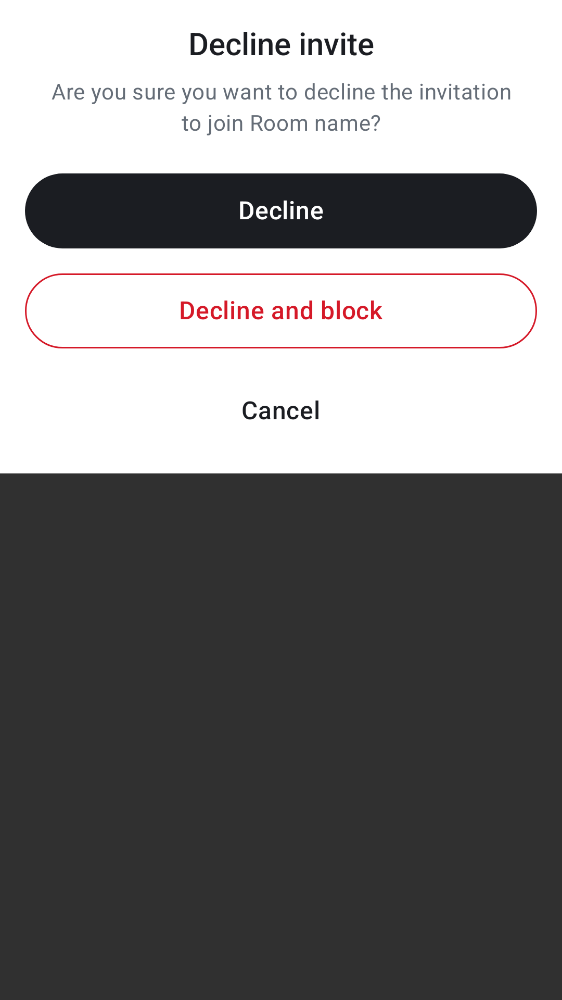 Decline invite
Are you sure you want to decline the invitation
to join Room name?
Decline
Decline and block
Cancel